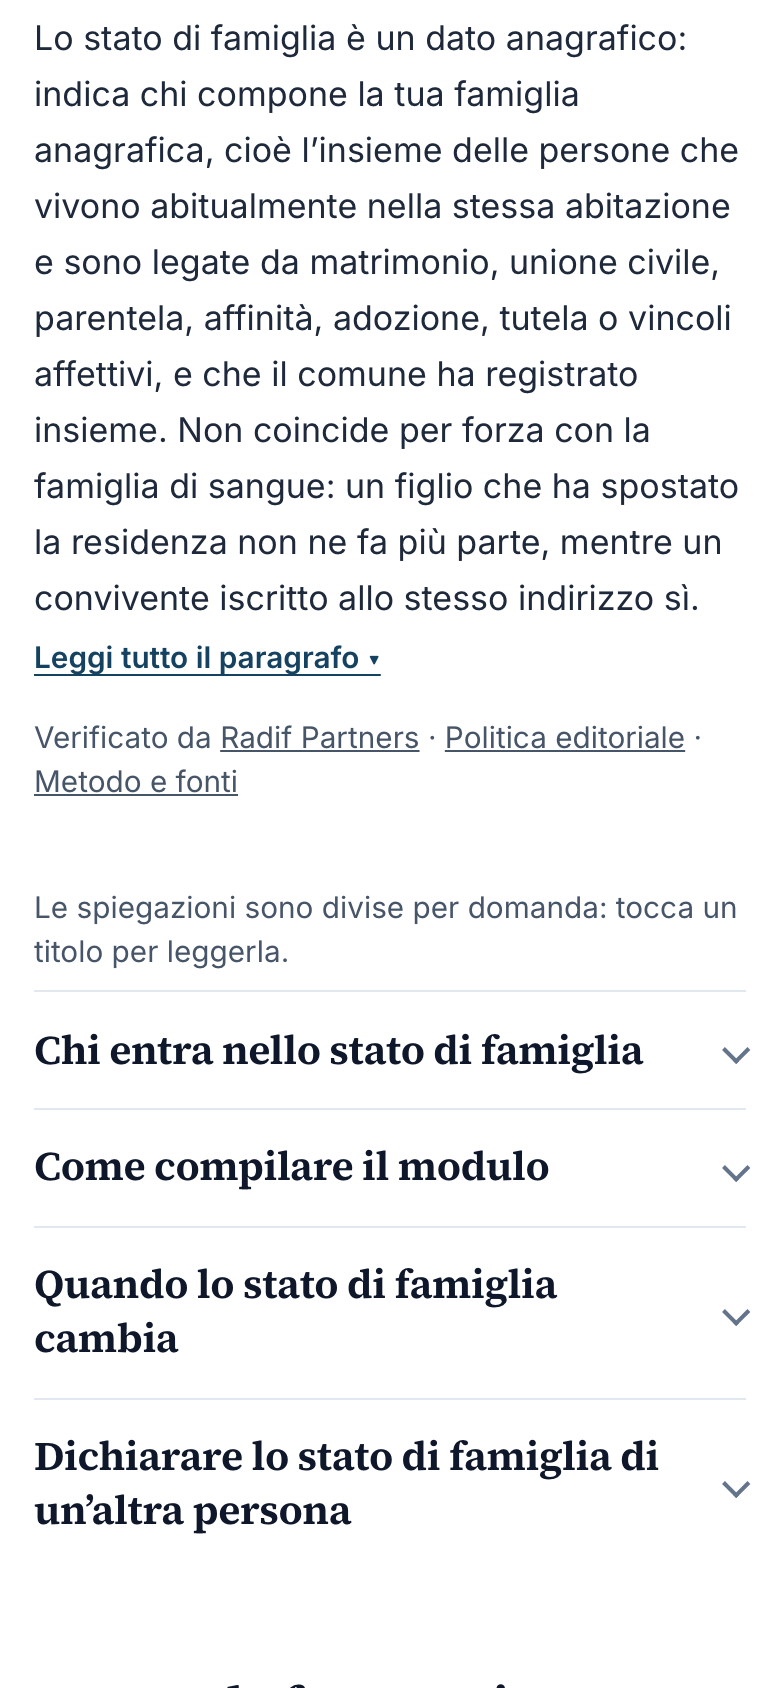 Lo stato di famiglia è un dato anagrafico:
indica chi compone la tua famiglia
anagrafica, cioè l’insieme delle persone che
vivono abitualmente nella stessa abitazione
e sono legate da matrimonio, unione civile,
parentela, affinità, adozione, tutela o vincoli
affettivi, e che il comune ha registrato
insieme. Non coincide per forza con la
famiglia di sangue: un figlio che ha spostato
la residenza non ne fa più parte, mentre un
convivente iscritto allo stesso indirizzo sì.
Leggi tutto il paragrafo ▾
Verificato da Radif Partners · Politica editoriale ·
Metodo e fonti
Le spiegazioni sono divise per domanda: tocca un
titolo per leggerla.
Chi entra nello stato di famiglia
Come compilare il modulo
Quando lo stato di famiglia
cambia
Dichiarare lo stato di famiglia di
un’altra persona